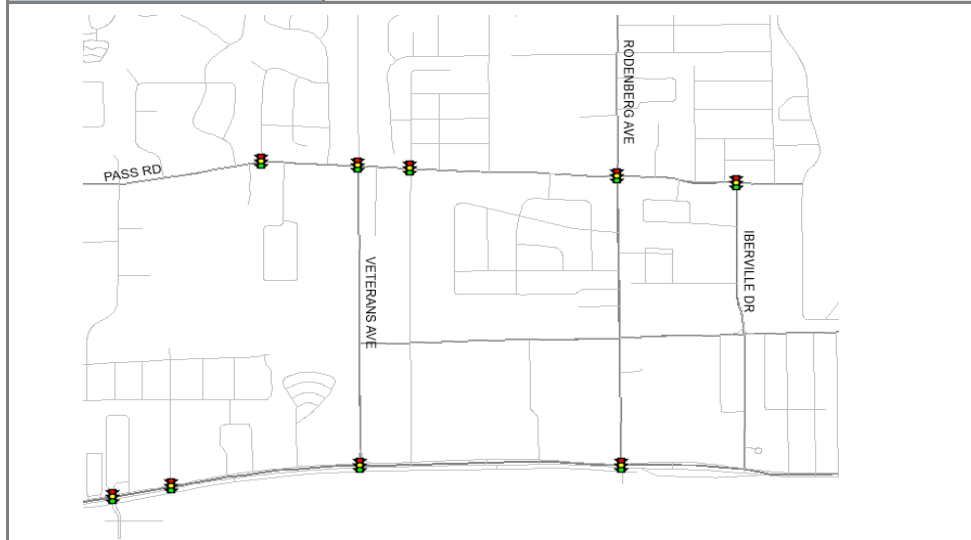 RODENBERG AVE
PASS RD
VETERANS AVE
IBERVILLE DR